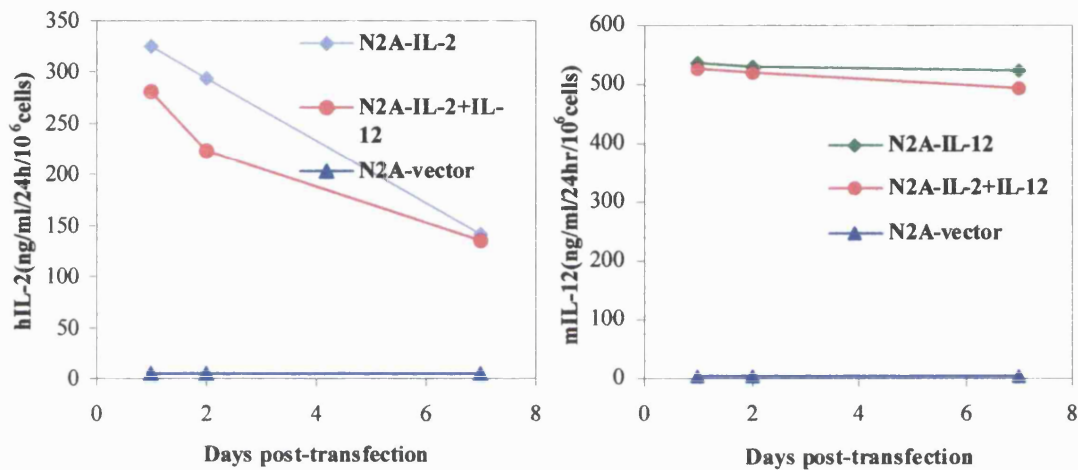 350
300
250
200
150
100
50
0
0 2 4 6 8
hIL-2(ng/ml/24h/10⁶cells)
Days post-transfection
N2A-IL-2
N2A-IL-2+IL-
12
N2A-vector
600
500
400
300
200
100
0
0 2 4 6 8
mIL-12(ng/ml/24hr/10⁶cells)
Days post-transfection
N2A-IL-12
N2A-IL-2+IL-12
N2A-vector